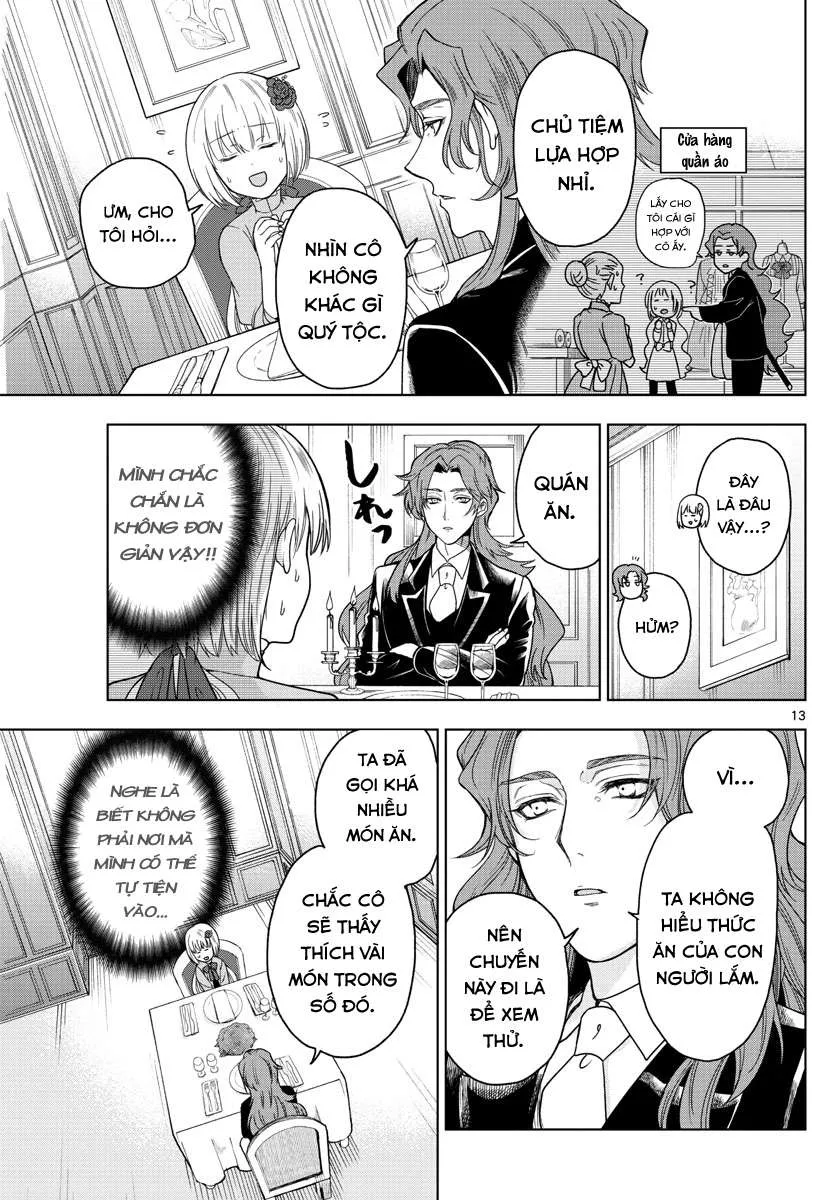 Cửa hàng
quần áo
LẤY CHO
TÔI CÁI GÌ
HỢP VỚI
CÔ ẤY.
CHỦ TIỆM
LỰA HỢP
NHỈ.
NHÌN CÔ
KHÔNG
KHÁC GÌ
QUÝ TỘC.
ƯM, CHO
TÔI HỎI...
ĐÂY
LÀ ĐÂU
VẬY...?
HỬM?
QUÁN
ĂN.
しれっ
MÌNH CHẮC
CHẮN LÀ
KHÔNG ĐƠN
GIẢN VẬY!!
13
VÌ...
TA KHÔNG
HIỂU THỨC
ĂN CỦA CON
NGƯỜI LẮM.
NÊN
CHUYẾN
NÀY ĐI LÀ
ĐỂ XEM
THỬ.
TA ĐÃ
GỌI KHÁ
NHIỀU
MÓN ĂN.
CHẮC CÔ
SẼ THẤY
THÍCH VÀI
MÓN TRONG
SỐ ĐÓ.
NGHE LÀ
BIẾT KHÔNG
PHẢI NƠI MÀ
MÌNH CÓ THỂ
TỰ TIỆN
VÀO...